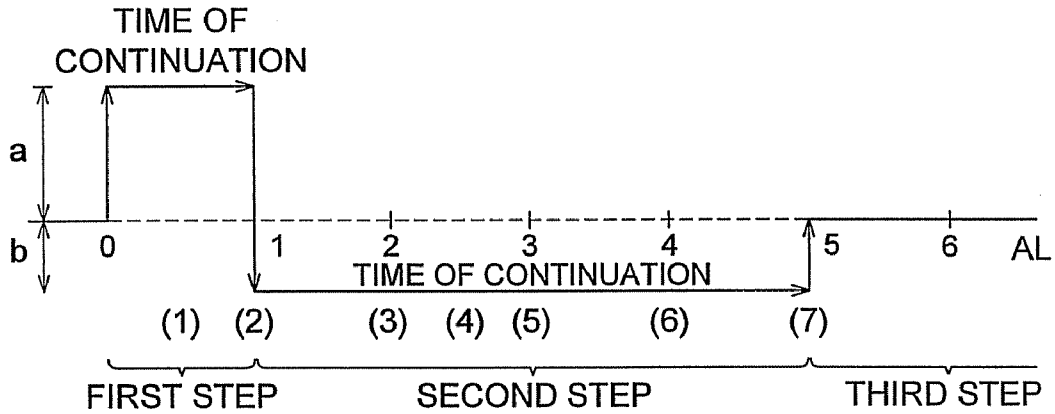 TIME OF
CONTINUATION
a
b
0 1 2 3 4 5 6 AL
TIME OF CONTINUATION
(1) (2) (3) (4) (5) (6) (7)
FIRST STEP SECOND STEP THIRD STEP